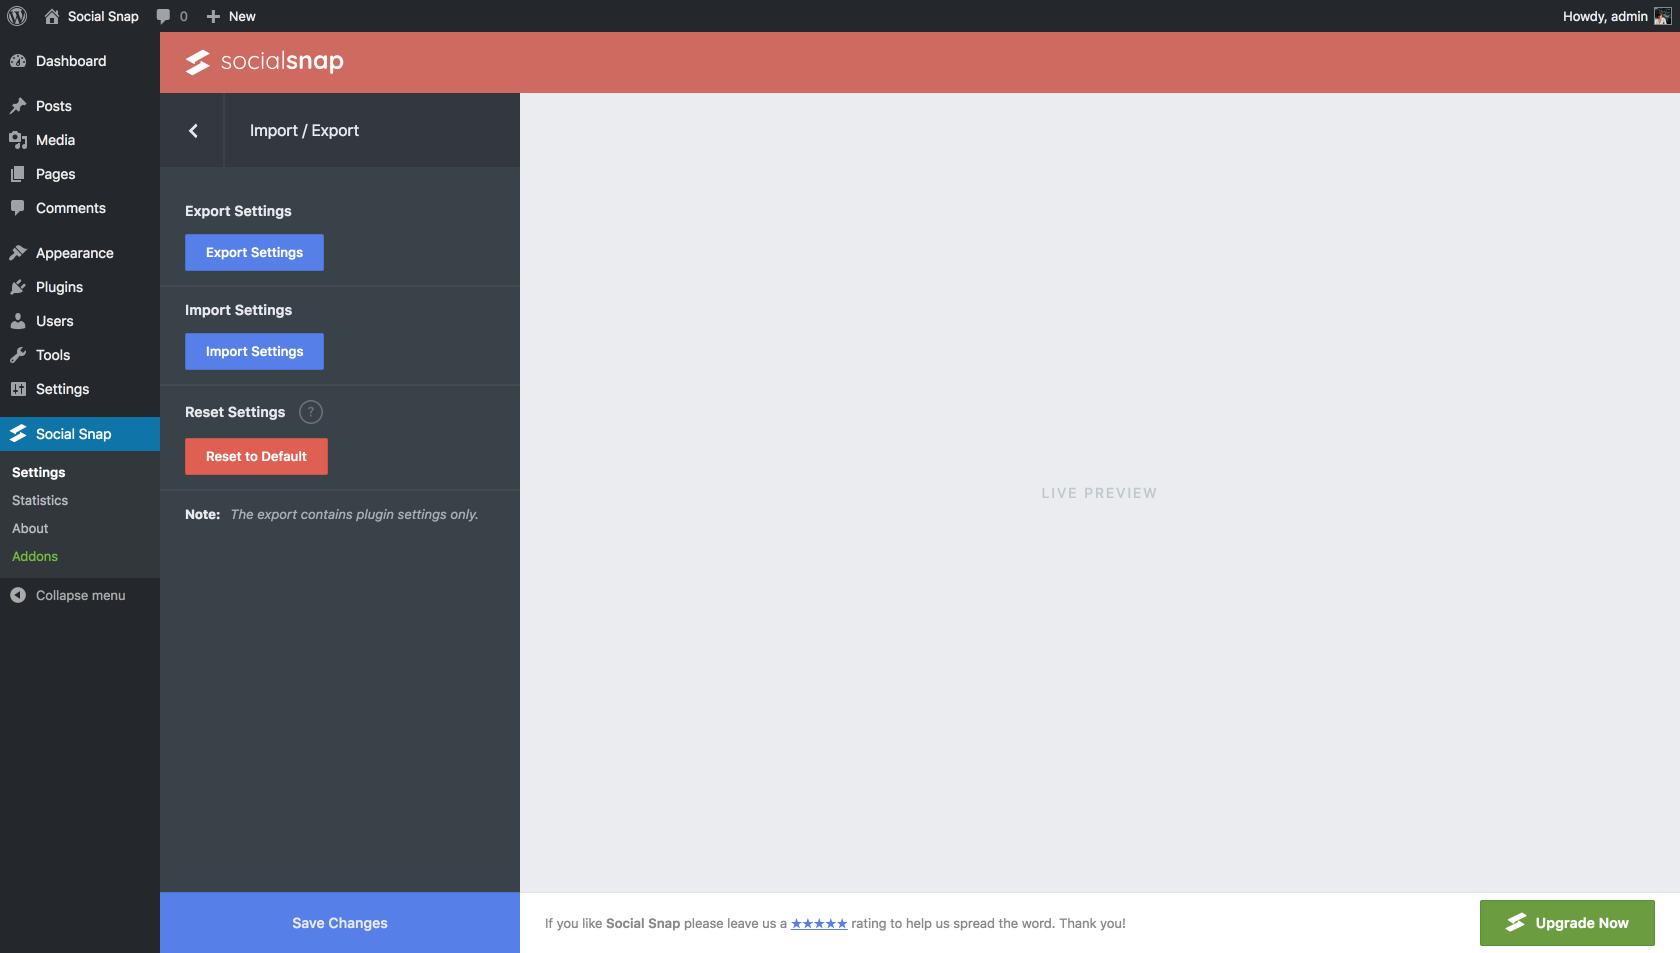 Social Snap
0
New
Howdy, admin
Dashboard
Posts
Media
Pages
Comments
Appearance
Plugins
Users
Tools
Settings
Social Snap
Settings
Statistics
About
Addons
Collapse menu
socialsnap
Import / Export
Export Settings
Export Settings
Import Settings
Import Settings
Reset Settings ?
Reset to Default
Note: The export contains plugin settings only.
Save Changes
LIVE PREVIEW
If you like Social Snap please leave us a ★★★★★ rating to help us spread the word. Thank you!
Upgrade Now